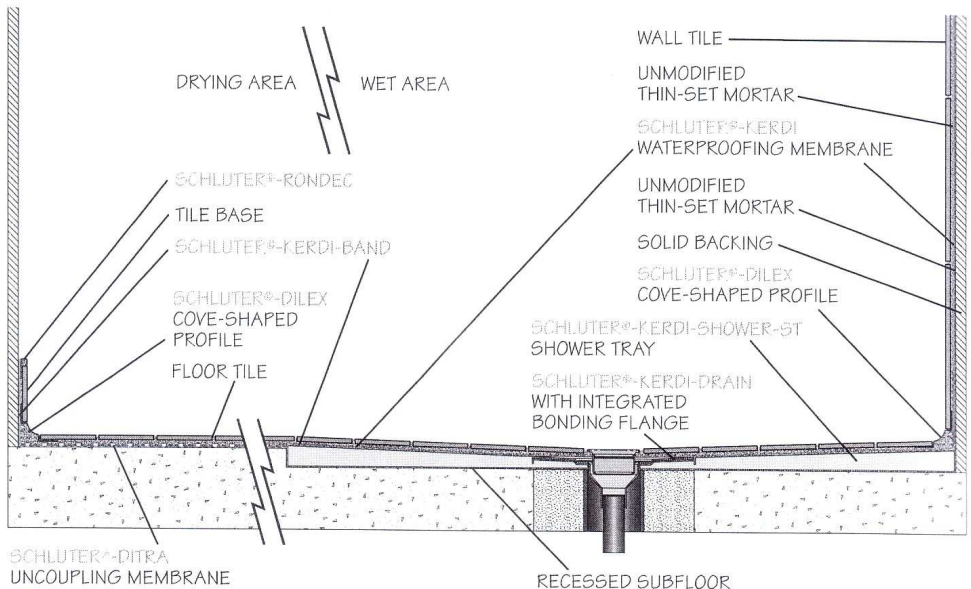 DRYING AREA
WET AREA
SCHLUTER®-RONDEC
TILE BASE
SCHLUTER®-KERDI-BAND
SCHLUTER®-DILEX
COVE-SHAPED
PROFILE
FLOOR TILE
SCHLUTER®-DITRA
UNCOUPLING MEMBRANE
WALL TILE
UNMODIFIED
THIN-SET MORTAR
SCHLUTER®-KERDI
WATERPROOFING MEMBRANE
UNMODIFIED
THIN-SET MORTAR
SOLID BACKING
SCHLUTER®-DILEX
COVE-SHAPED PROFILE
SCHLUTER®-KERDI-SHOWER-ST
SHOWER TRAY
SCHLUTER®-KERDI-DRAIN
WITH INTEGRATED
BONDING FLANGE
RECESSED SUBFLOOR